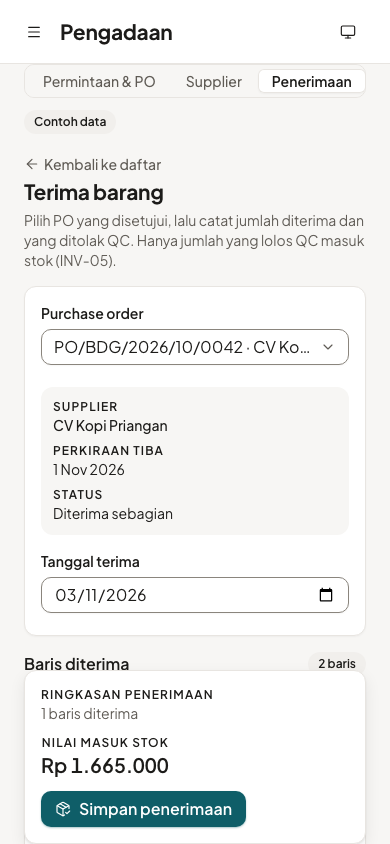 Pengadaan
Permintaan & PO
Supplier
Penerimaan
Contoh data
Kembali ke daftar
Terima barang
Pilih PO yang disetujui, lalu catat jumlah diterima dan
yang ditolak QC. Hanya jumlah yang lolos QC masuk
stok (INV-05).
Purchase order
PO/BDG/2026/10/0042 · CV Ko...
SUPPLIER
CV Kopi Priangan
PERKIRAAN TIBA
1 Nov 2026
STATUS
Diterima sebagian
Tanggal terima
03/11/2026
Baris diterima
2 baris
RINGKASAN PENERIMAAN
1 baris diterima
NILAI MASUK STOK
Rp 1.665.000
Simpan penerimaan